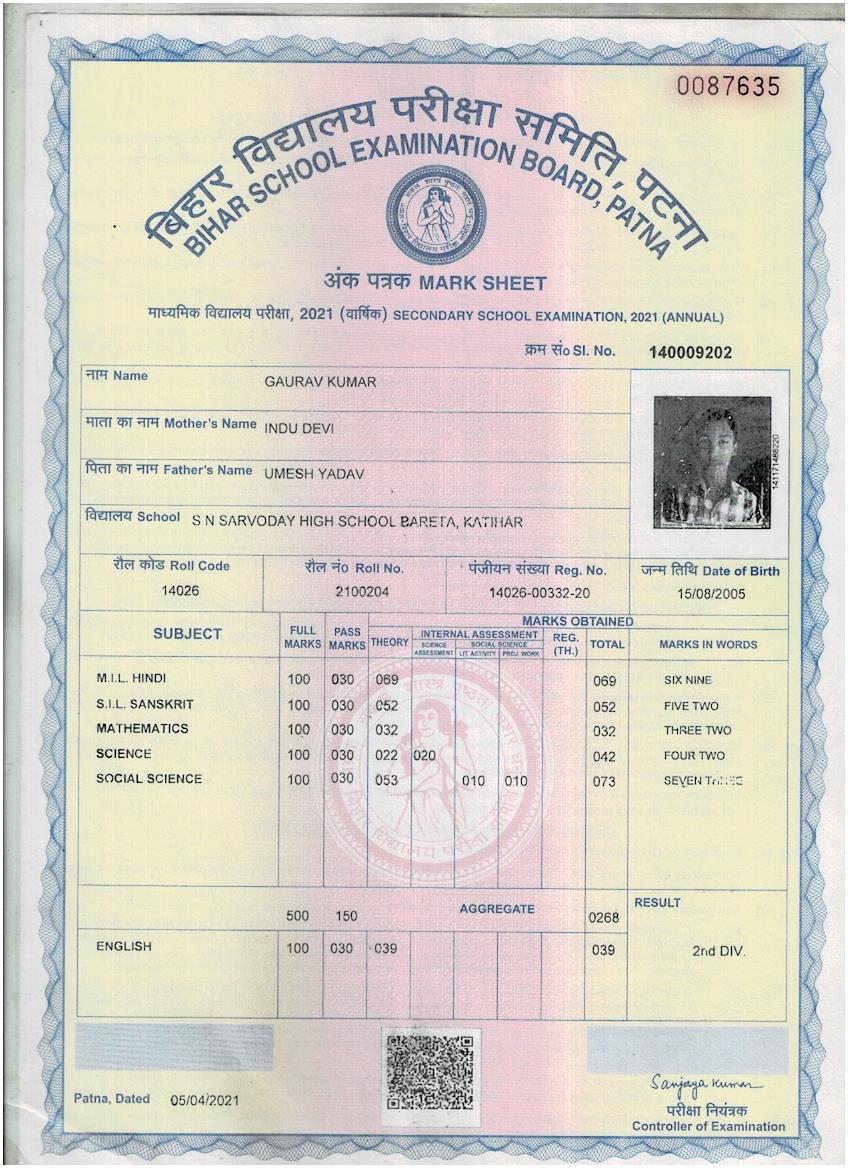 0087635
बिहार विद्यालय परीक्षा समिति, पटना
BIHAR SCHOOL EXAMINATION BOARD, PATNA
अंक पत्रक MARK SHEET
माध्यमिक विद्यालय परीक्षा, 2021 (वार्षिक) SECONDARY SCHOOL EXAMINATION, 2021 (ANNUAL)
क्रम सं० Sl. No. 140009202
नाम Name GAURAV KUMAR
माता का नाम Mother's Name INDU DEVI
पिता का नाम Father's Name UMESH YADAV
विद्यालय School S N SARVODAY HIGH SCHOOL BARETA, KATIHAR
141171488220
रौल कोड Roll Code रौल नं० Roll No. पंजीयन संख्या Reg. No. जन्म तिथि Date of Birth
14026 2100204 14026-00332-20 15/08/2005
SUBJECT FULL MARKS PASS MARKS MARKS OBTAINED
THEORY INTERNAL ASSESSMENT REG. (TH.) TOTAL MARKS IN WORDS
SCIENCE ASSESSMENT SOCIAL SCIENCE
LIT. ACTIVITY PROJ. WORK
M.I.L. HINDI 100 030 069 069 SIX NINE
S.I.L. SANSKRIT 100 030 052 052 FIVE TWO
MATHEMATICS 100 030 032 032 THREE TWO
SCIENCE 100 030 022 020 042 FOUR TWO
SOCIAL SCIENCE 100 030 053 010 010 073 SEVEN THREE
बिहार विद्यालय परीक्षा समिति
500 150 AGGREGATE 0268 RESULT
ENGLISH 100 030 039 039 2nd DIV.
Patna, Dated 05/04/2021
Sanjaya Kumar
परीक्षा नियंत्रक
Controller of Examination